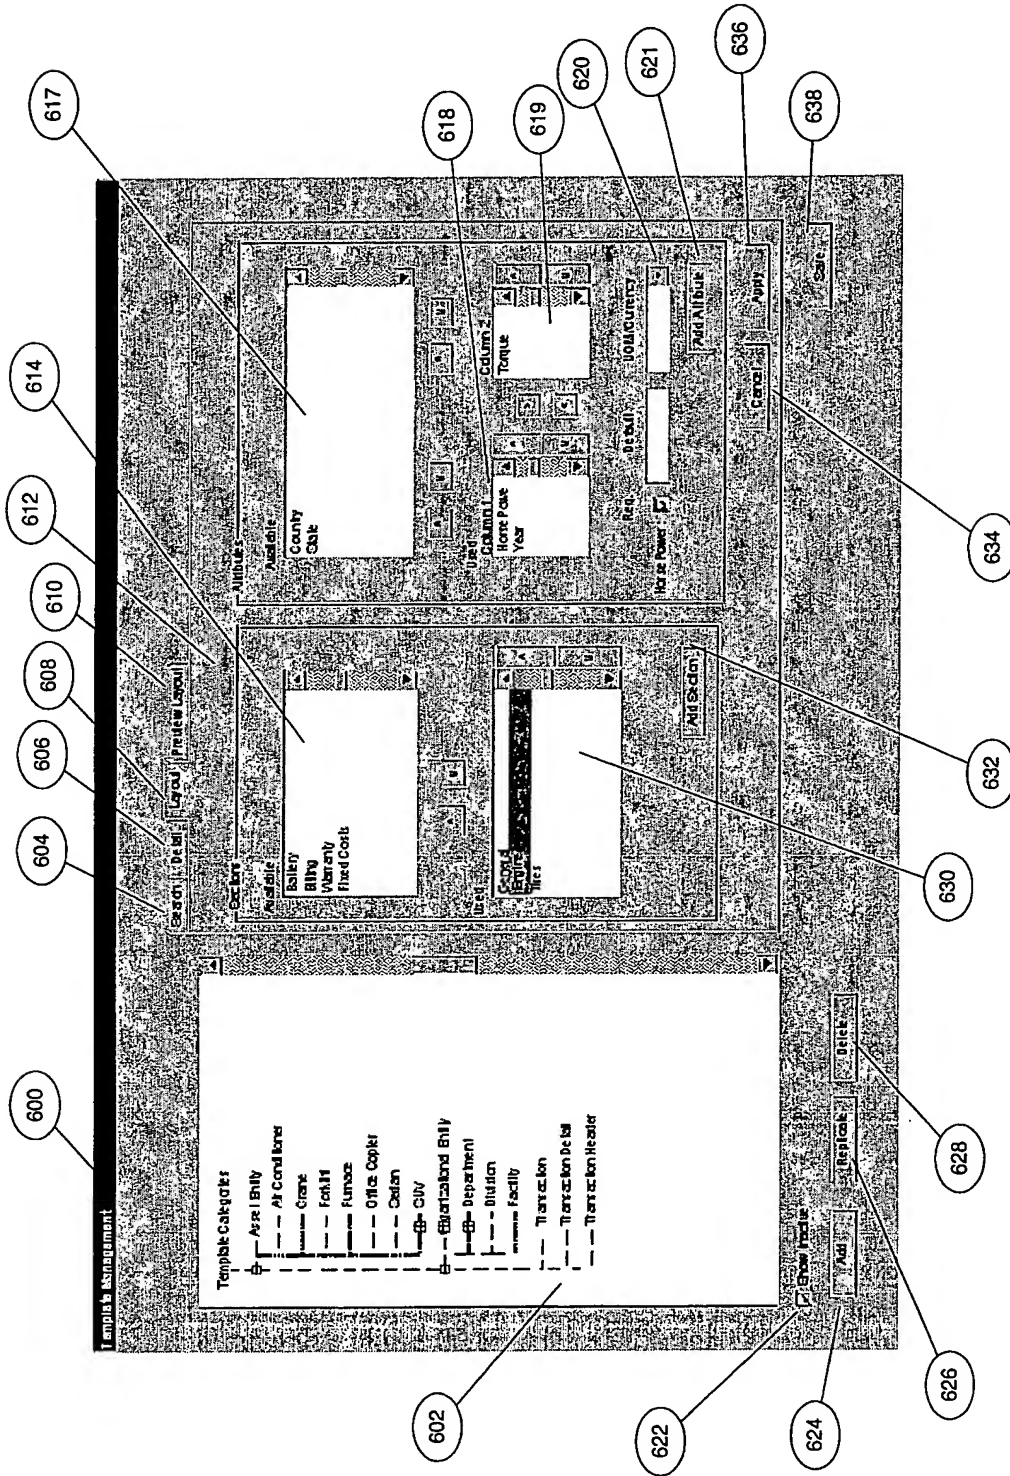 Template Management
600
602
604
606
608
610
612
614
617
618
619
620
621
636
638
Search
Detail
Layout
Preview Layout
Template Categories
Asset Entity
Air Conditioner
Crane
Forklift
Furnace
Office Copier
Sedan
SUV
Organizational Entity
Department
Division
Facility
Transaction
Transaction Detail
Transaction Header
Sections
Available
Battery
Billing
Warranty
Fixed Costs
Used
General
Engine
Tires
Add Section
Attributes
Available
Country
State
Used
Column 1
Horse Powe
Year
Column 2
Torque
Req.
Default
UOM/Currency
Horse Power
Add Attribute
Cancel
Apply
Save
Show Inactive
Add
Replicate
Delete
622
624
626
628
630
632
634